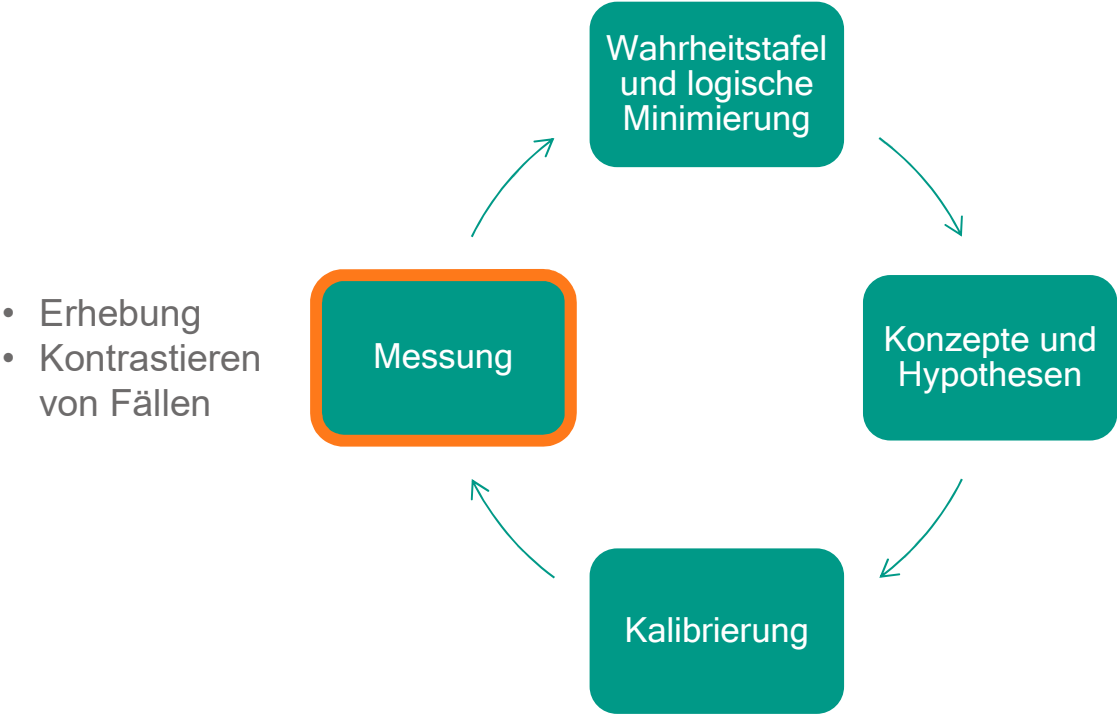 Wahrheitstafel
und logische
Minimierung
• Erhebung
• Kontrastieren
von Fällen
Messung
Konzepte und
Hypothesen
Kalibrierung